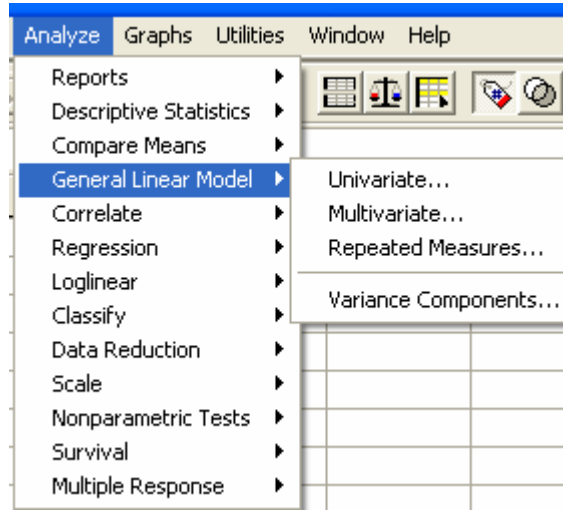 Analyze Graphs Utilities Window Help
Reports
Descriptive Statistics
Compare Means
General Linear Model
Correlate
Regression
Loglinear
Classify
Data Reduction
Scale
Nonparametric Tests
Survival
Multiple Response
Univariate...
Multivariate...
Repeated Measures...
Variance Components...